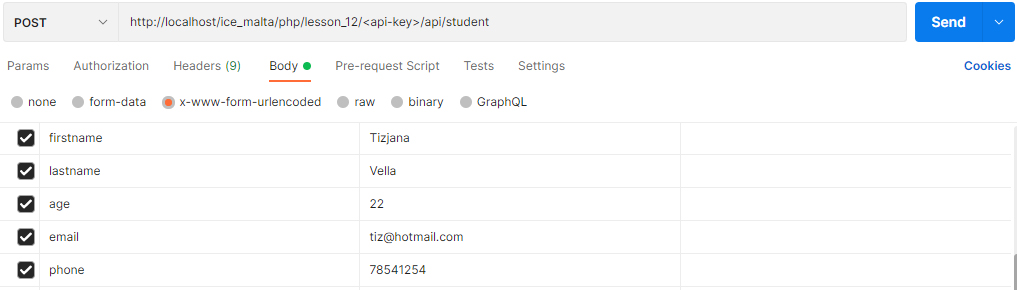 POST http://localhost/ice_malta/php/lesson_12/<api-key>/api/student Send
Params Authorization Headers (9) Body Pre-request Script Tests Settings Cookies
none form-data x-www-form-urlencoded raw binary GraphQL
firstname Tizjana
lastname Vella
age 22
email tiz@hotmail.com
phone 78541254